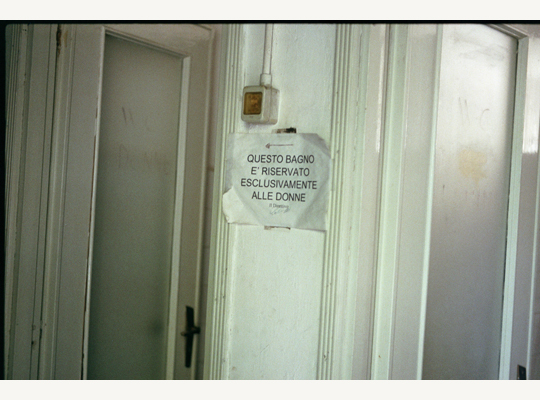 QUESTO BAGNO
E' RISERVATO
ESCLUSIVAMENTE
ALLE DONNE